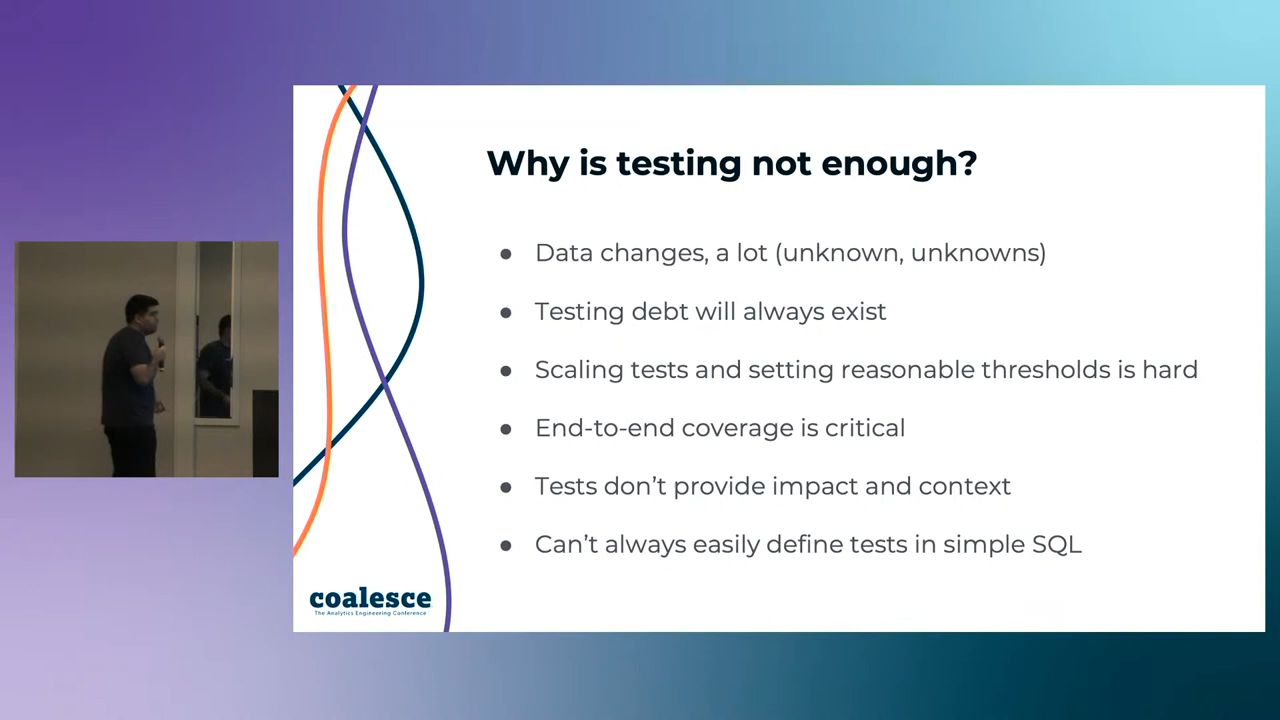 Why is testing not enough?
● Data changes, a lot (unknown, unknowns)
● Testing debt will always exist
● Scaling tests and setting reasonable thresholds is hard
● End-to-end coverage is critical
● Tests don’t provide impact and context
● Can’t always easily define tests in simple SQL
coalesce
The Analytics Engineering Conference